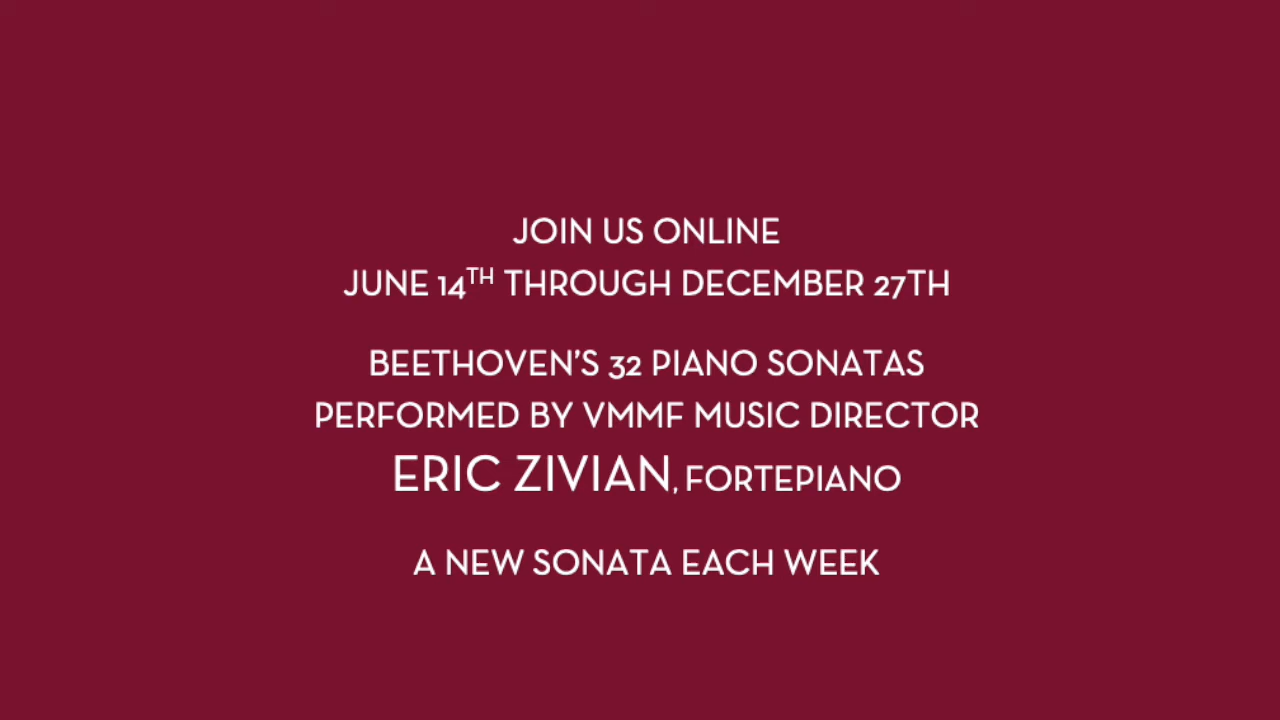 JOIN US ONLINE
JUNE 14TH THROUGH DECEMBER 27TH
BEETHOVEN'S 32 PIANO SONATAS
PERFORMED BY VMMF MUSIC DIRECTOR
ERIC ZIVIAN, FORTEPIANO
A NEW SONATA EACH WEEK